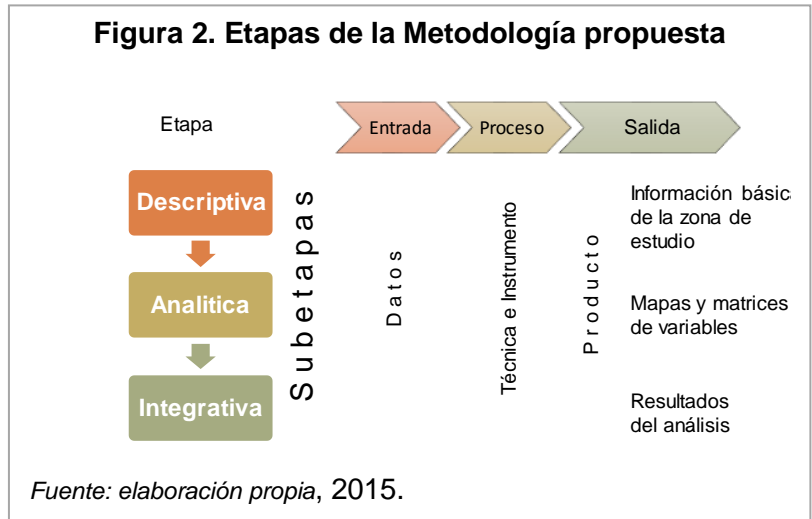 Figura 2. Etapas de la Metodología propuesta
Etapa
Entrada
Proceso
Salida
Descriptiva
Analitica
Integrativa
Subetapas
Datos
Técnica e Instrumento
Producto
Información básic
de la zona de
estudio
Mapas y matrices
de variables
Resultados
del análisis
Fuente: elaboración propia, 2015.